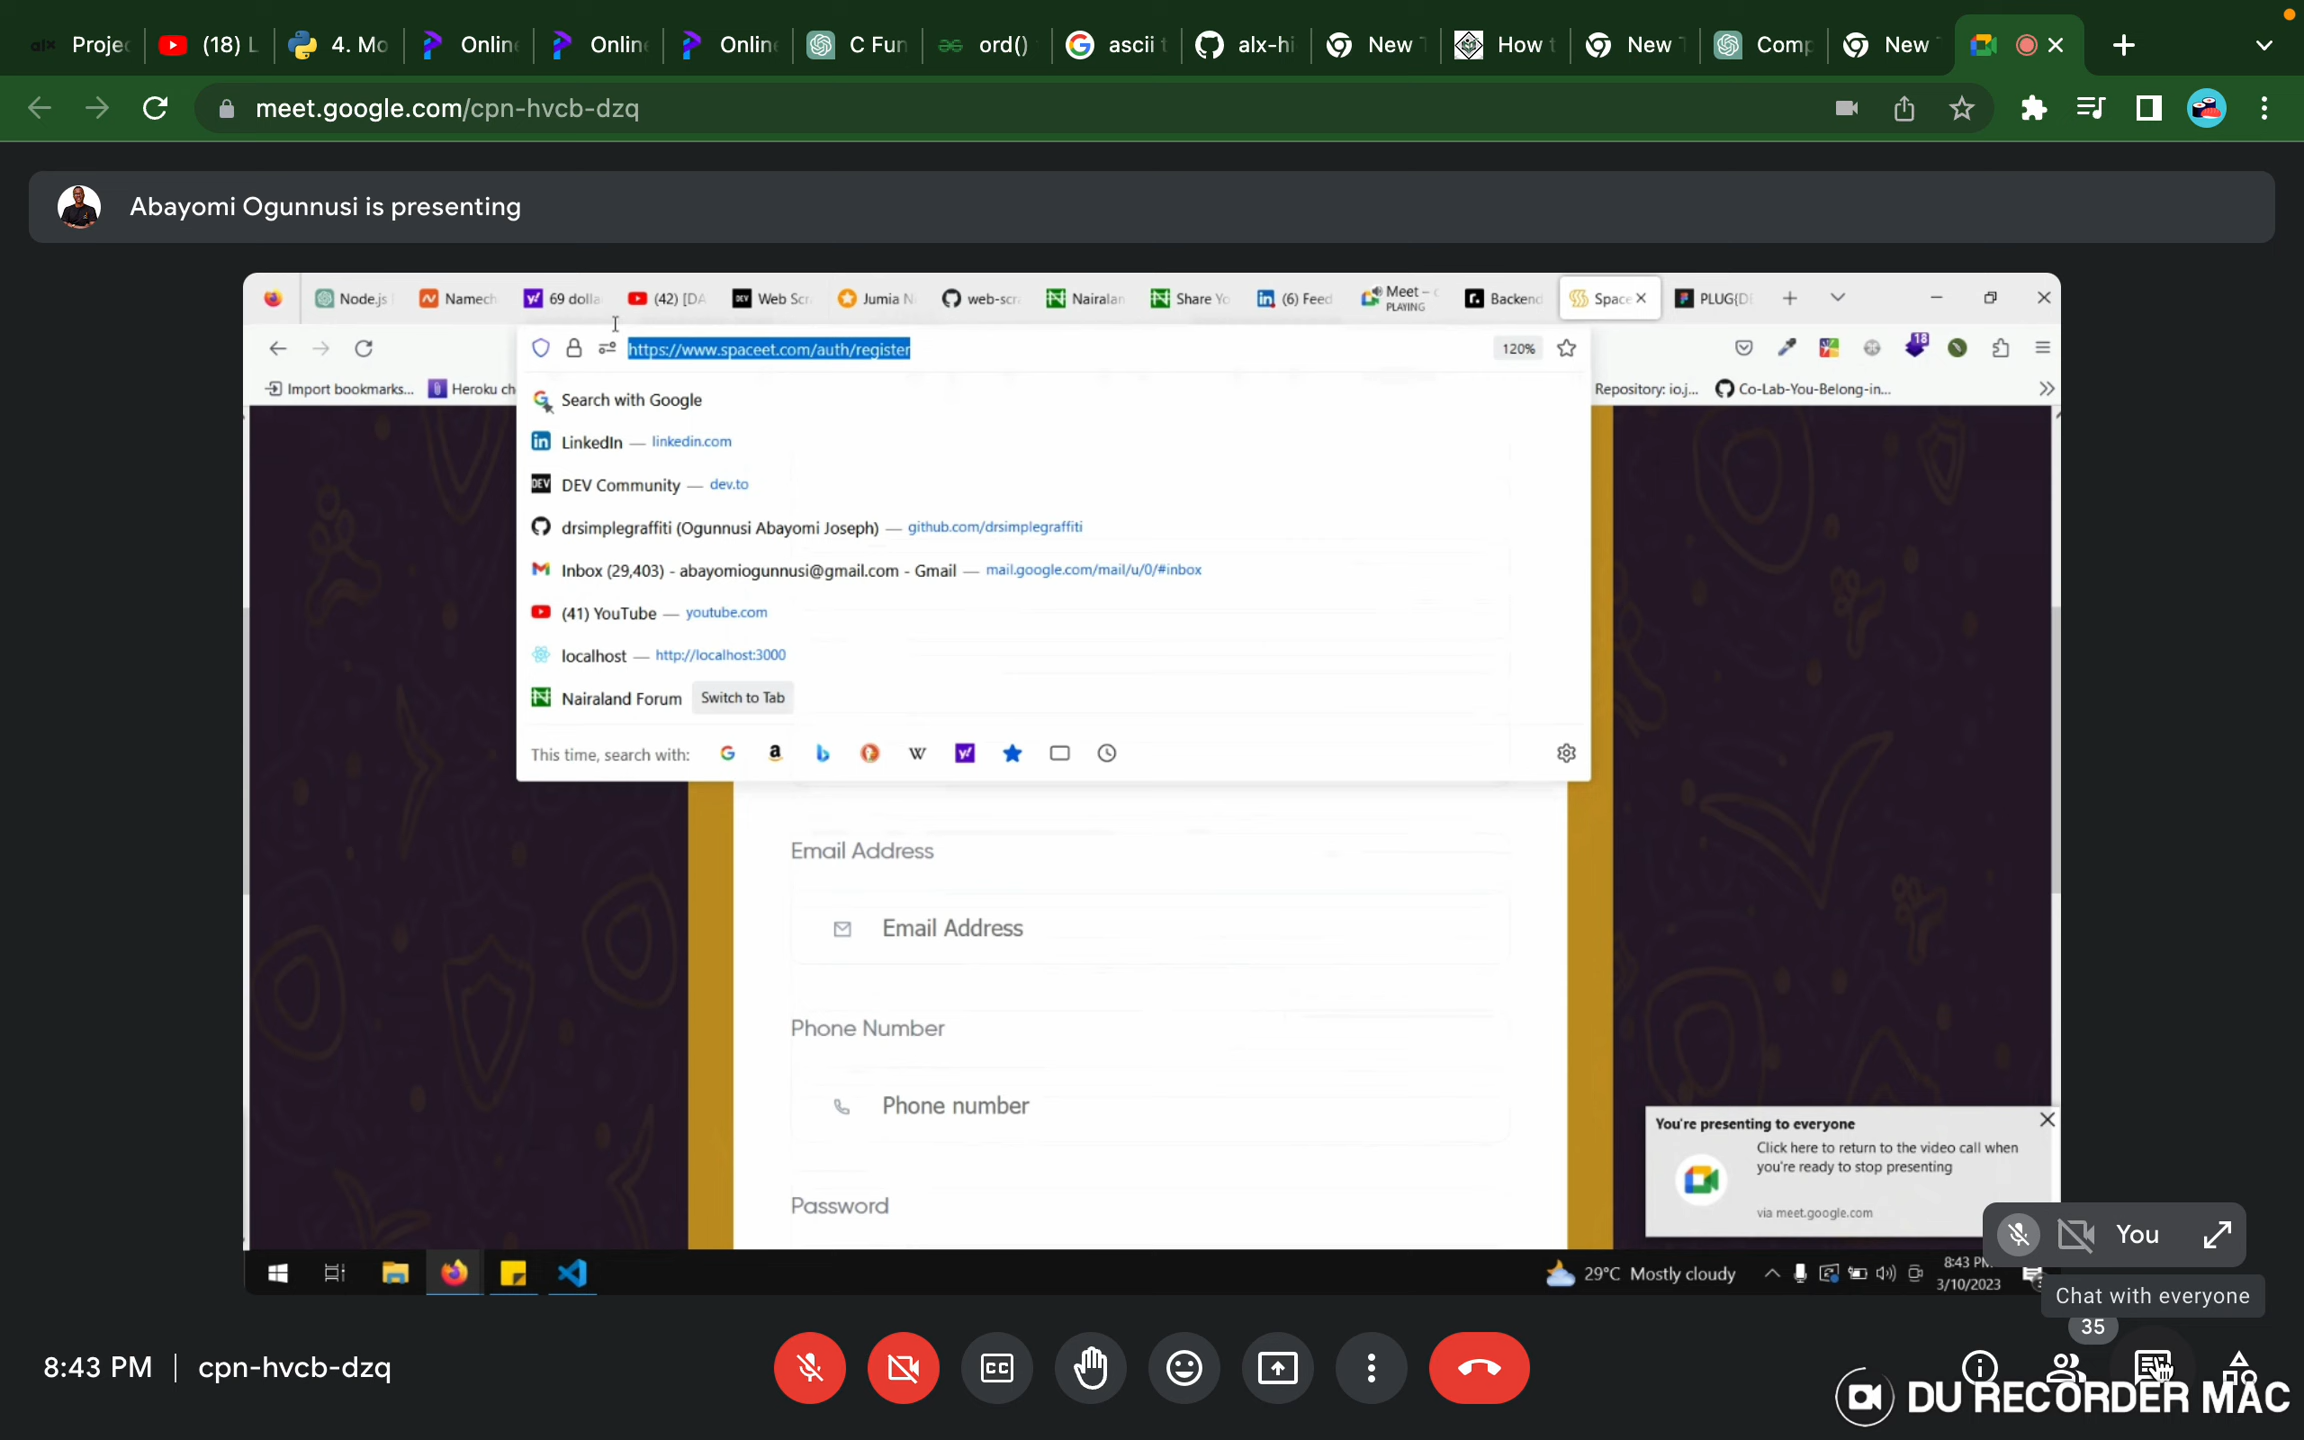 alx Projec (18) L 4. Mo Online Online Online C Fun ord() ascii t alx-hi New T How t New T Comp New
meet.google.com/cpn-hvcb-dzq
Abayomi Ogunnusi is presenting
Node.js Namech 69 dolla (42) [DA Web Scr Jumia N web-scr Nairalan Share Yo (6) Feed Meet – PLAYING Backend Space PLUG(DE
https://www.spaceet.com/auth/register 120%
Import bookmarks... Heroku ch Repository: io.j... Co-Lab-You-Belong-in...
18
Search with Google
LinkedIn — linkedin.com
DEV Community — dev.to
drsimplegraffiti (Ogunnusi Abayomi Joseph) — github.com/drsimplegraffiti
Inbox (29,403) - abayomiogunnusi@gmail.com - Gmail — mail.google.com/mail/u/0/#inbox
(41) YouTube — youtube.com
localhost — http://localhost:3000
Nairaland Forum Switch to Tab
This time, search with:
Email Address
Email Address
Phone Number
Phone number
Password
You're presenting to everyone
Click here to return to the video call when
you're ready to stop presenting
via meet.google.com
You
29°C Mostly cloudy
8:43 PM
3/10/2023
Chat with everyone
35
8:43 PM | cpn-hvcb-dzq
DU RECORDER MAC